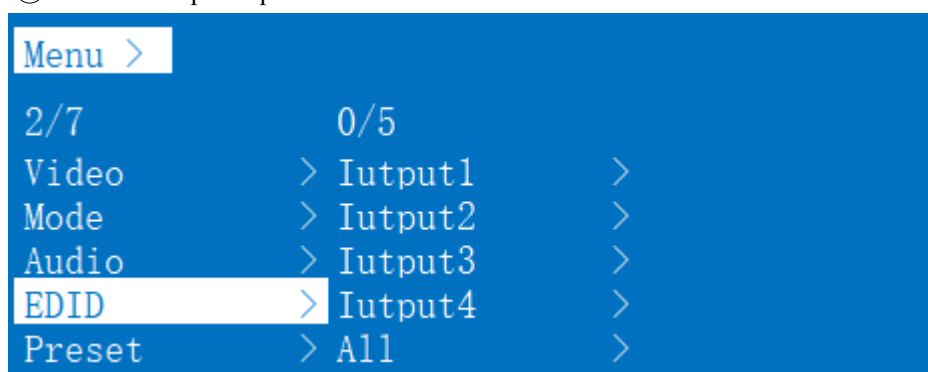 Menu >
2/7 0/5
Video > Iutput1 >
Mode > Iutput2 >
Audio > Iutput3 >
EDID > Iutput4 >
Preset > All >